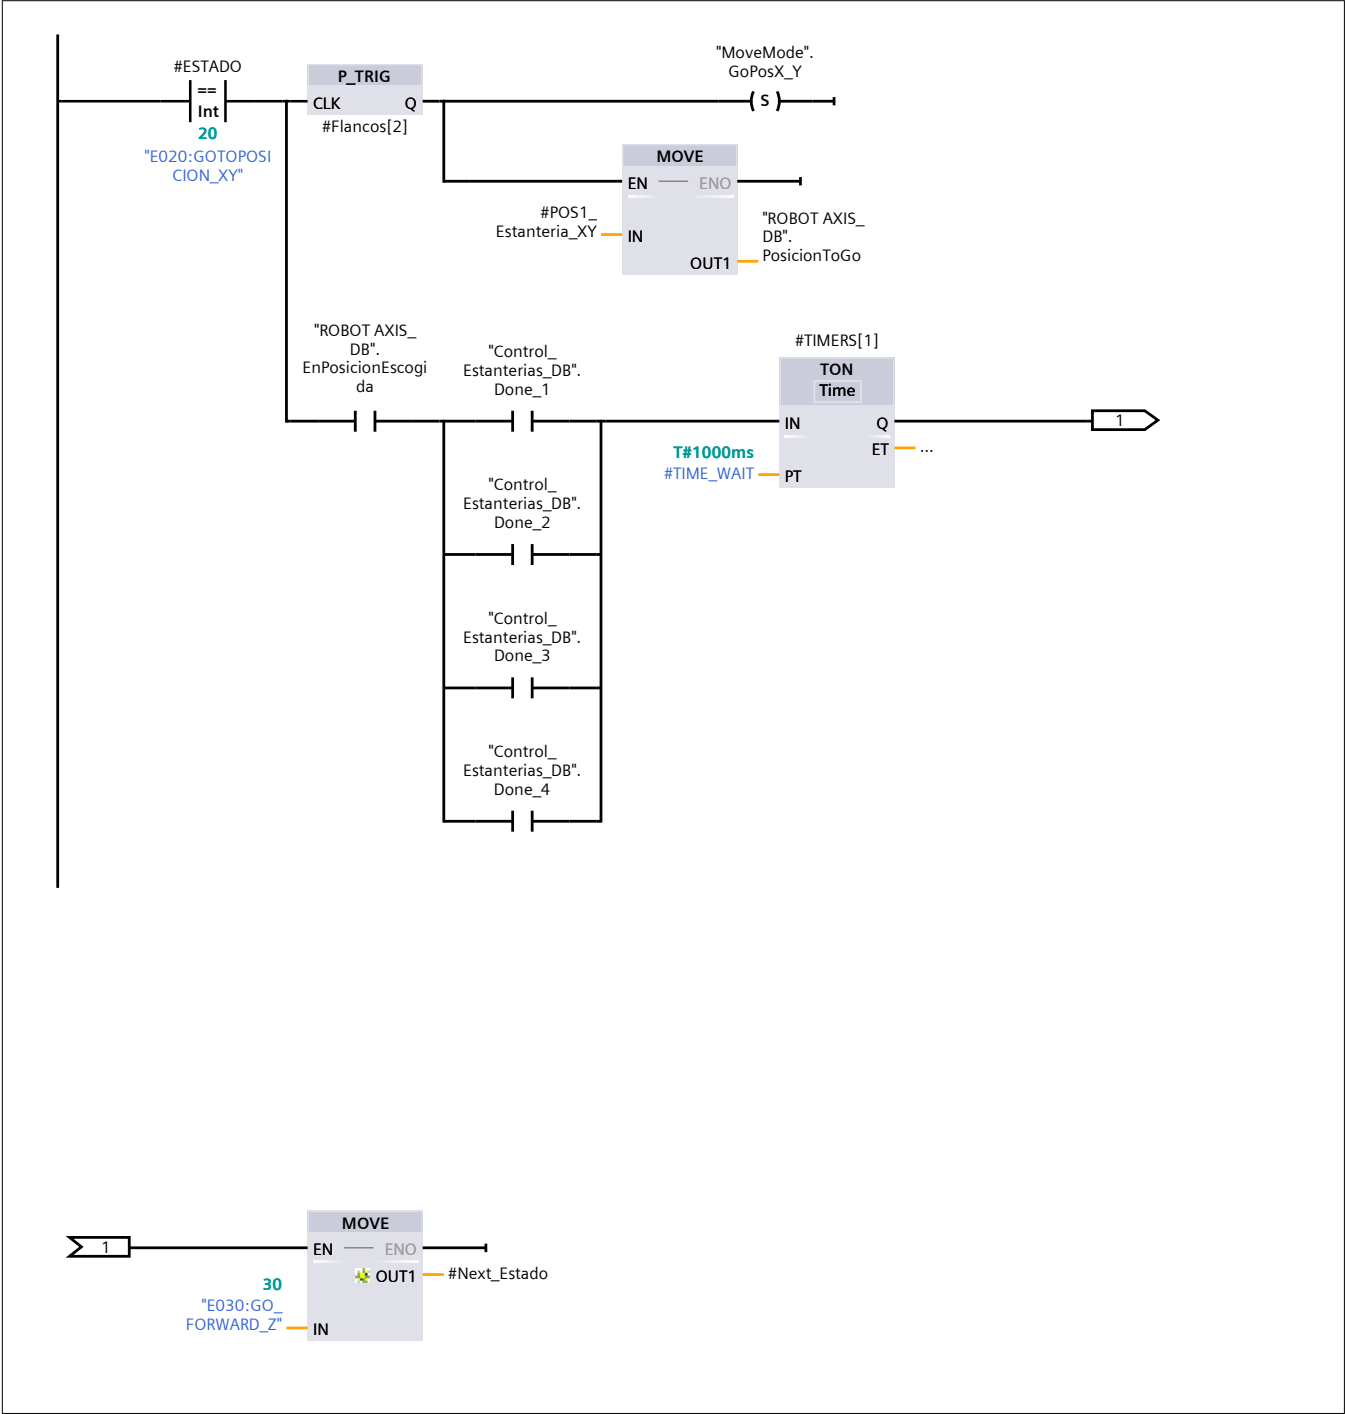 #ESTADO
==
Int
20
"E020:GOTOPOSI
CION_XY"
P_TRIG
CLK
Q
#Flancos[2]
"MoveMode".
GoPosX_Y
S
MOVE
EN
ENO
#POS1_
Estanteria_XY
IN
OUT1
"ROBOT AXIS_
DB".
PosicionToGo
"ROBOT AXIS_
DB".
EnPosicionEscogi
da
"Control_
Estanterias_DB".
Done_1
"Control_
Estanterias_DB".
Done_2
"Control_
Estanterias_DB".
Done_3
"Control_
Estanterias_DB".
Done_4
#TIMERS[1]
TON
Time
IN
Q
ET
...
T#1000ms
#TIME_WAIT
PT
1
1
MOVE
EN
ENO
OUT1
#Next_Estado
30
"E030:GO_
FORWARD_Z"
IN